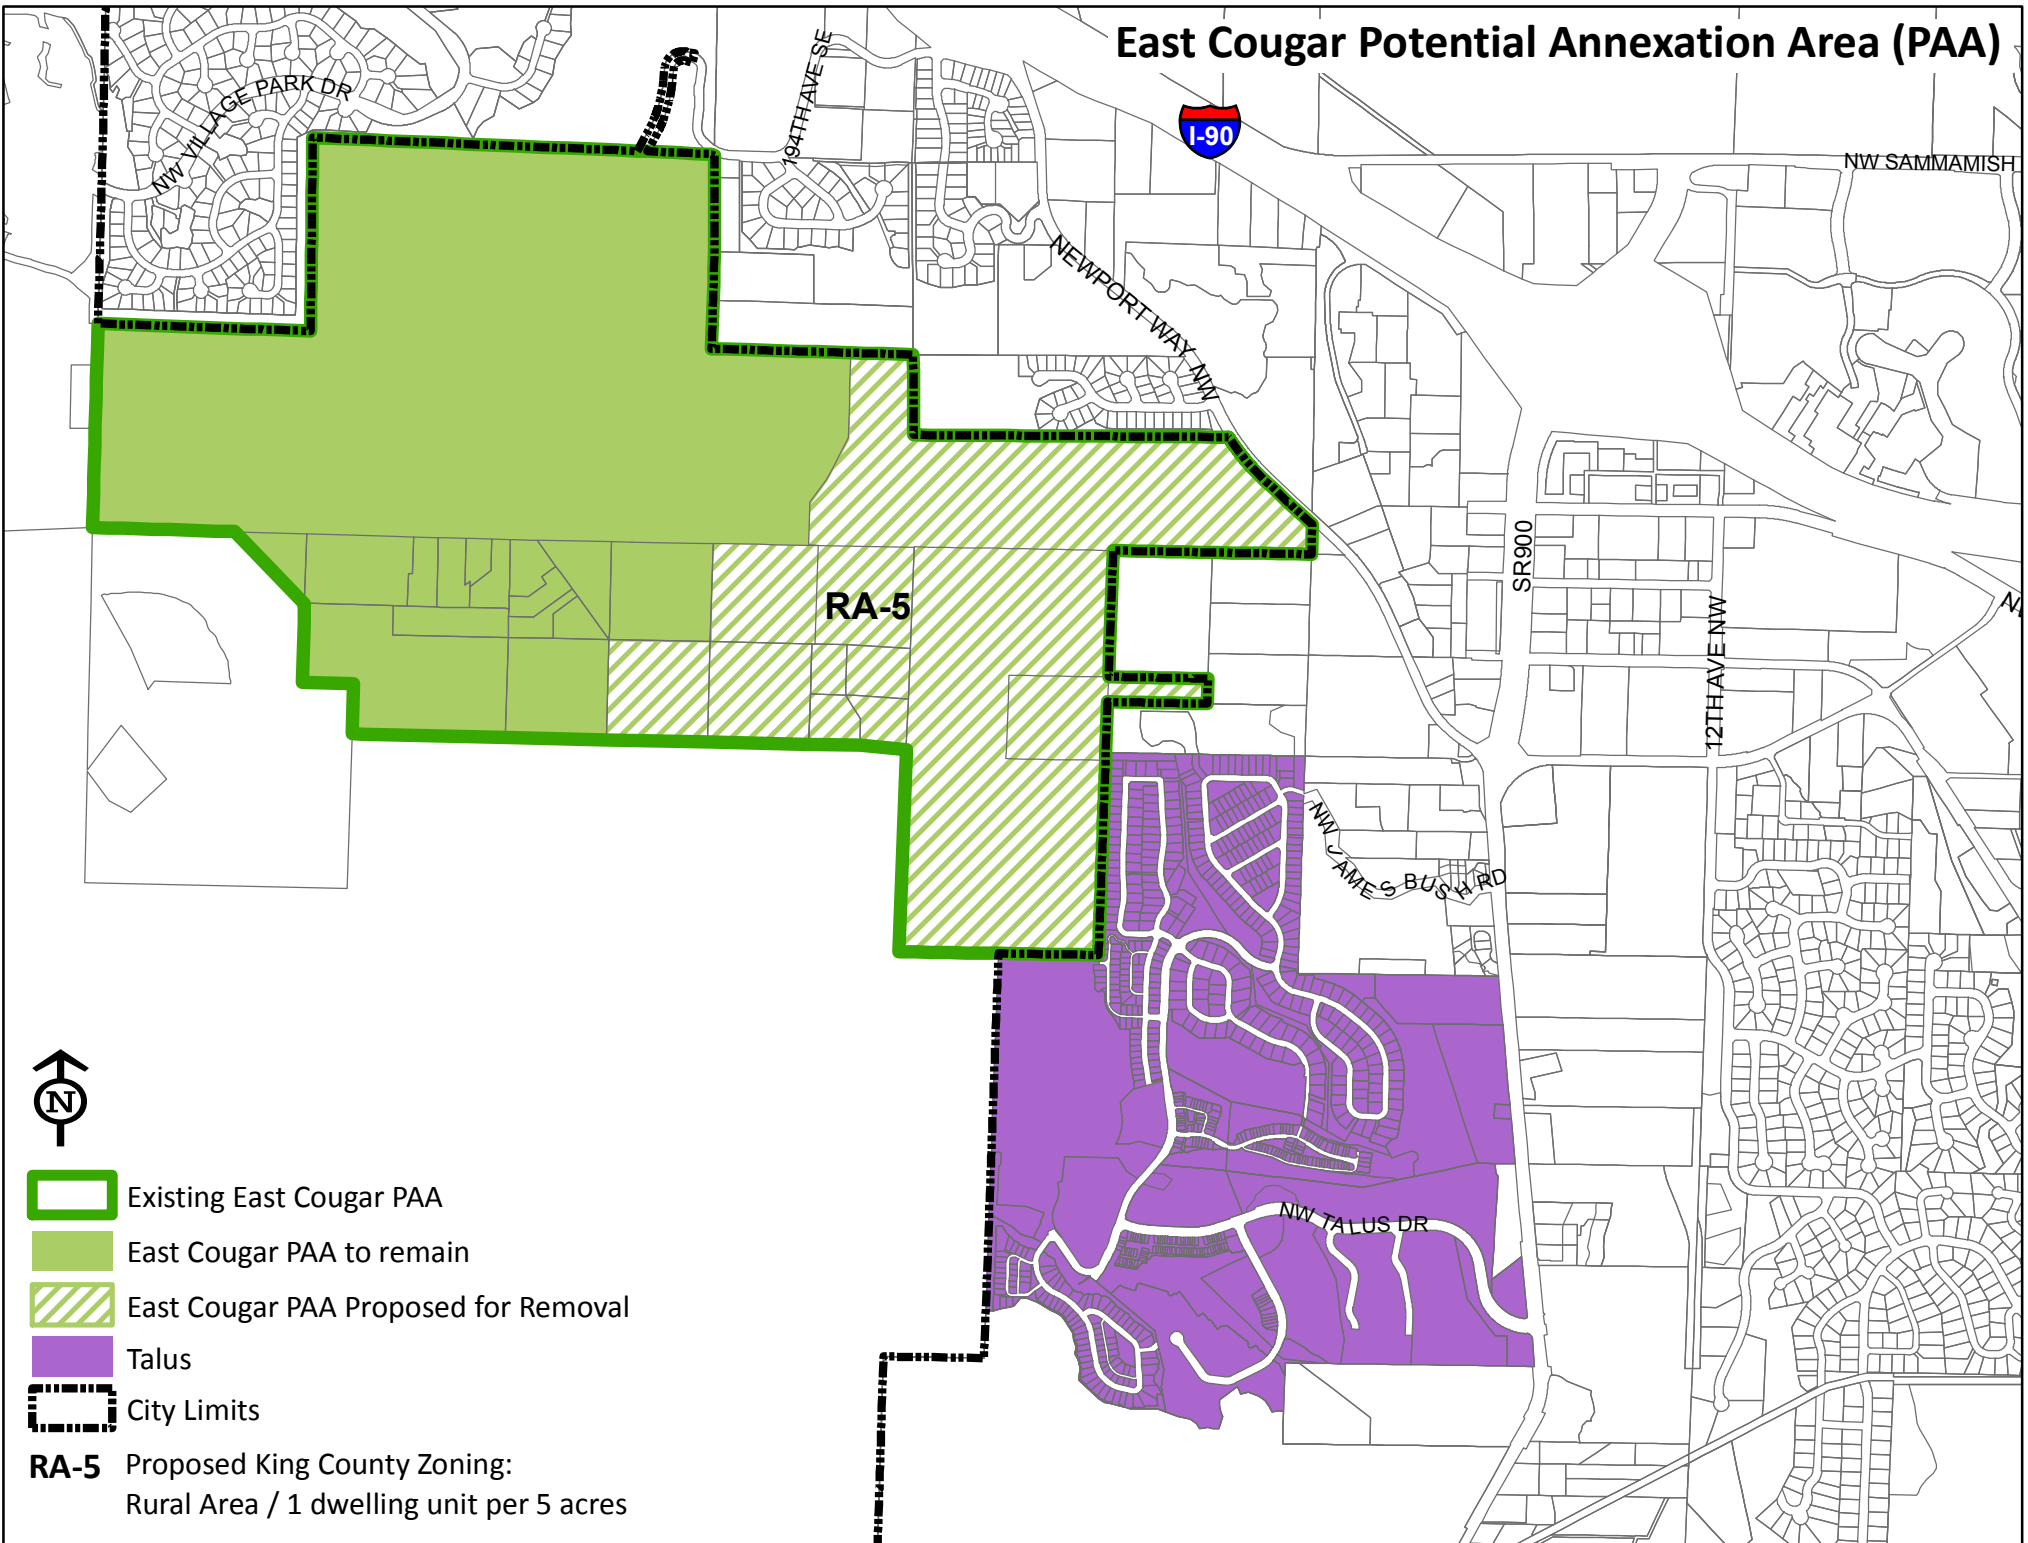 East Cougar Potential Annexation Area (PAA)
NW VILLAGE PARK DR
194TH AVE SE
I-90
NW SAMMAMISH
NEWPORT WAY NW
SR900
RA-5
12TH AVE NW
NW JAMES BUSH RD
NW TALUS DR
N
Existing East Cougar PAA
East Cougar PAA to remain
East Cougar PAA Proposed for Removal
Talus
City Limits
RA-5 Proposed King County Zoning:
Rural Area / 1 dwelling unit per 5 acres